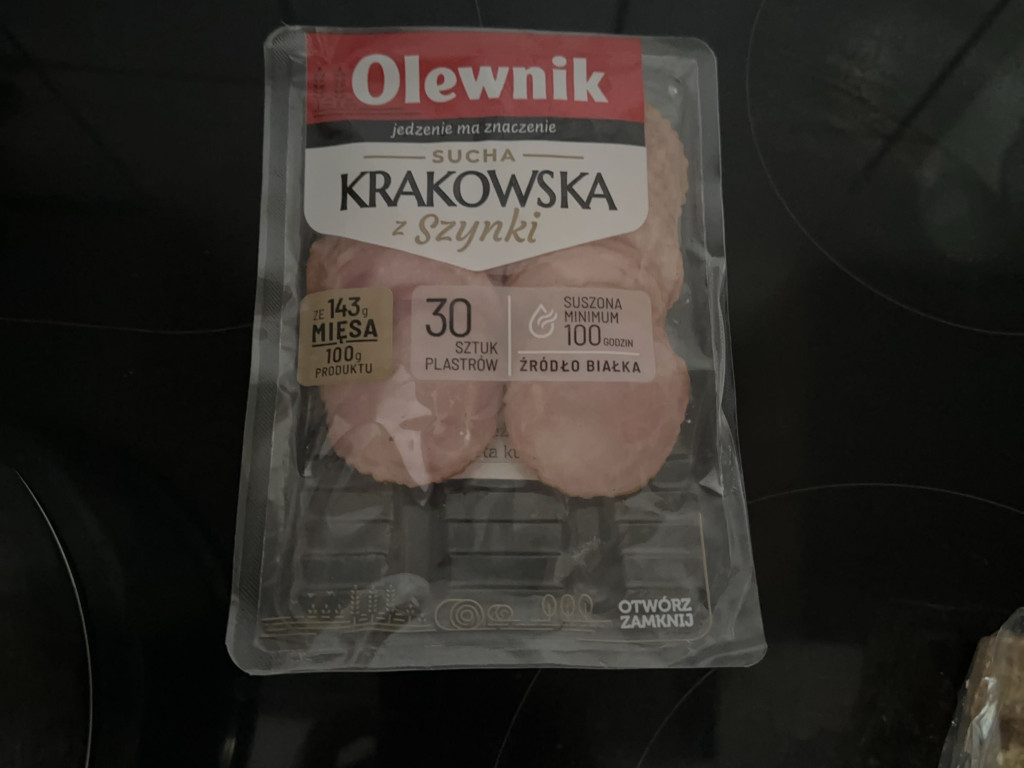 Olewnik
jedzenie ma znaczenie
SUCHA
KRAKOWSKA
z Szynki
ZE 143g
MIĘSA
100g
PRODUKTU
30
SZTUK
PLASTRÓW
SUSZONA
MINIMUM
100 GODZIN
ŹRÓDŁO BIAŁKA
OTWÓRZ
ZAMKNIJ